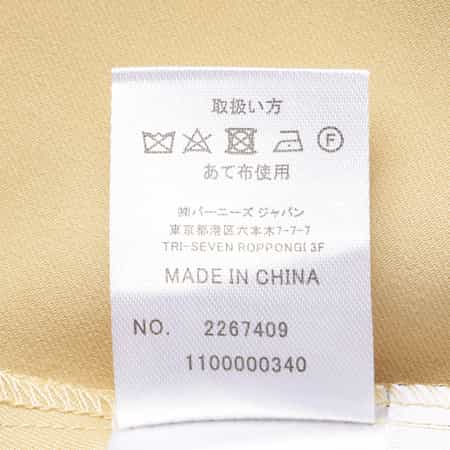 取扱い方
F
あて布使用
㈱バーニーズ ジャパン
東京都港区六本木7-7-7
TRI-SEVEN ROPPONGI 3F
MADE IN CHINA
NO. 2267409
1100000340